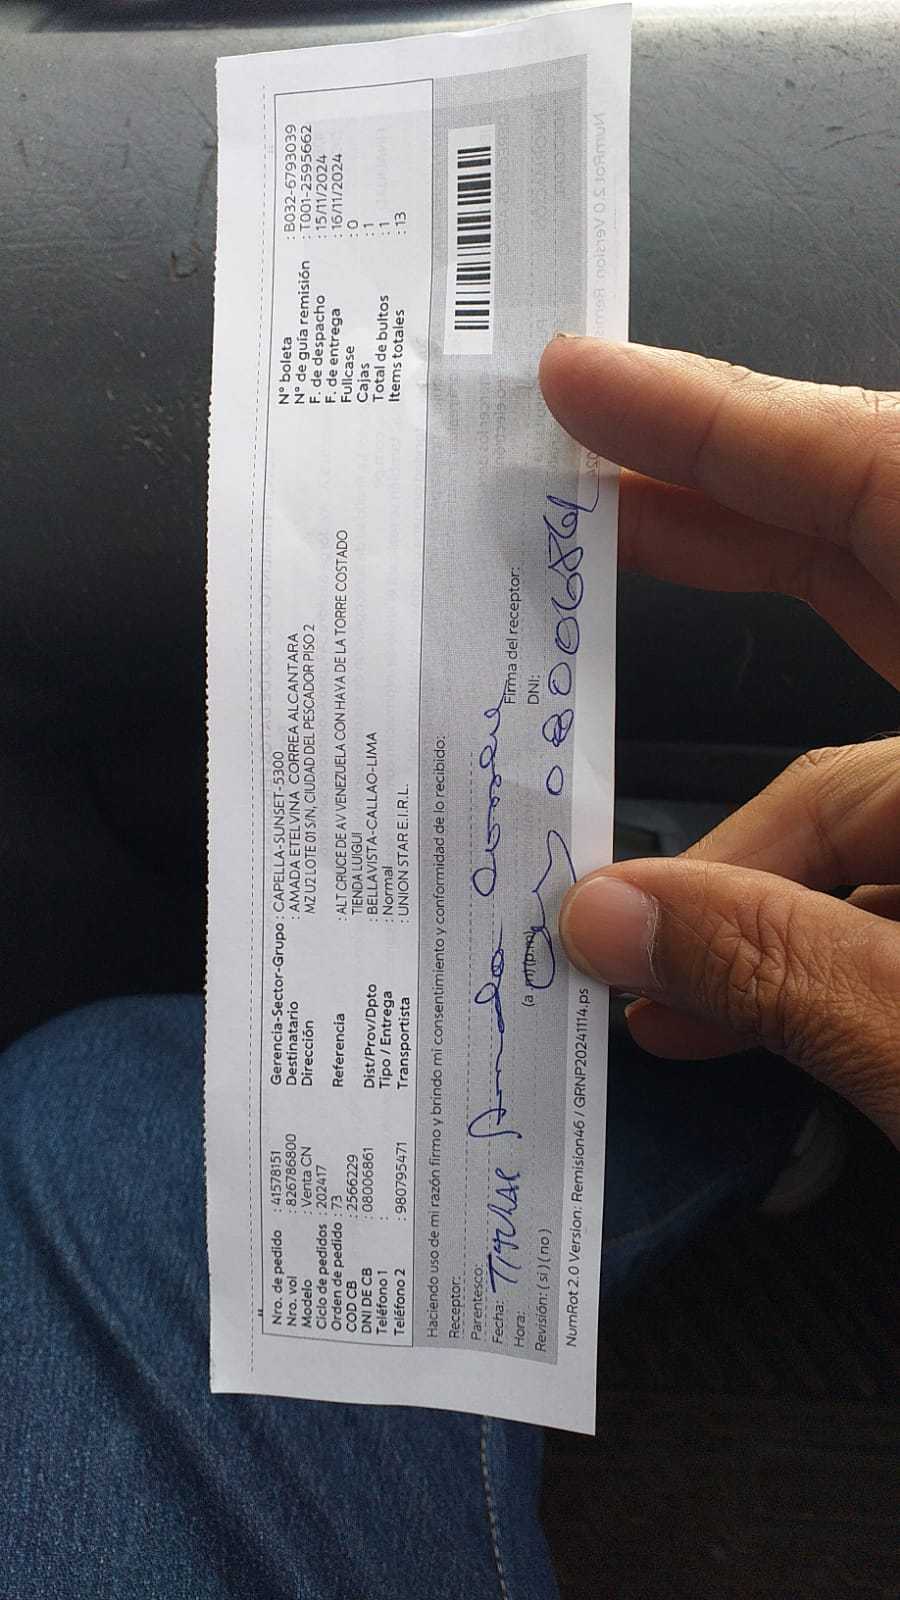 Nro. de pedido : 41578151
Nro. vol : 826786800
Modelo : Venta CN
Ciclo de pedidos : 202417
Orden de pedido : 73
COD CB : 2566229
DNI DE CB : 08006861
Teléfono 1 :
Teléfono 2 : 980795471
Gerencia-Sector-Grupo : CAPELLA-SUNSET-5300
Destinatario : AMADA ETELVINA CORREA ALCANTARA
Dirección MZ U2 LOTE 01 S/N, CIUDAD DEL PESCADOR PISO 2
Referencia : ALT CRUCE DE AV VENEZUELA CON HAYA DE LA TORRE COSTADO
TIENDA LUIGUI
Dist/Prov/Dpto : BELLAVISTA-CALLAO-LIMA
Tipo / Entrega : Normal
Transportista : UNION STAR E.I.R.L.
N° boleta : B032-6793039
N° de guía remisión : T001-2595662
F. de despacho : 15/11/2024
F. de entrega : 16/11/2024
Fullcase : 0
Cajas : 1
Total de bultos : 1
Items totales : 13
Haciendo uso de mi razón firmo y brindo mi consentimiento y conformidad de lo recibido:
Receptor:
Parentesco:
Fecha:
Hora: (a m) (p.m) Firma del receptor:
Revisión: ( si ) ( no ) DNI: 08006861
NumRot 2.0 Version: Remision46 / GRNP20241114.ps